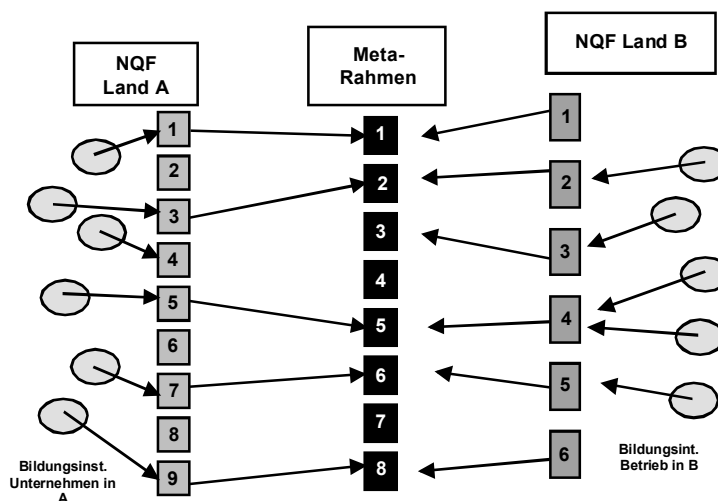 NQF
Land A
Meta-
Rahmen
NQF Land B
1
2
3
4
5
6
7
8
9
1
2
3
4
5
6
7
8
1
2
3
4
5
6
Bildungsinst.
Unternehmen in
A
Bildungsint.
Betrieb in B